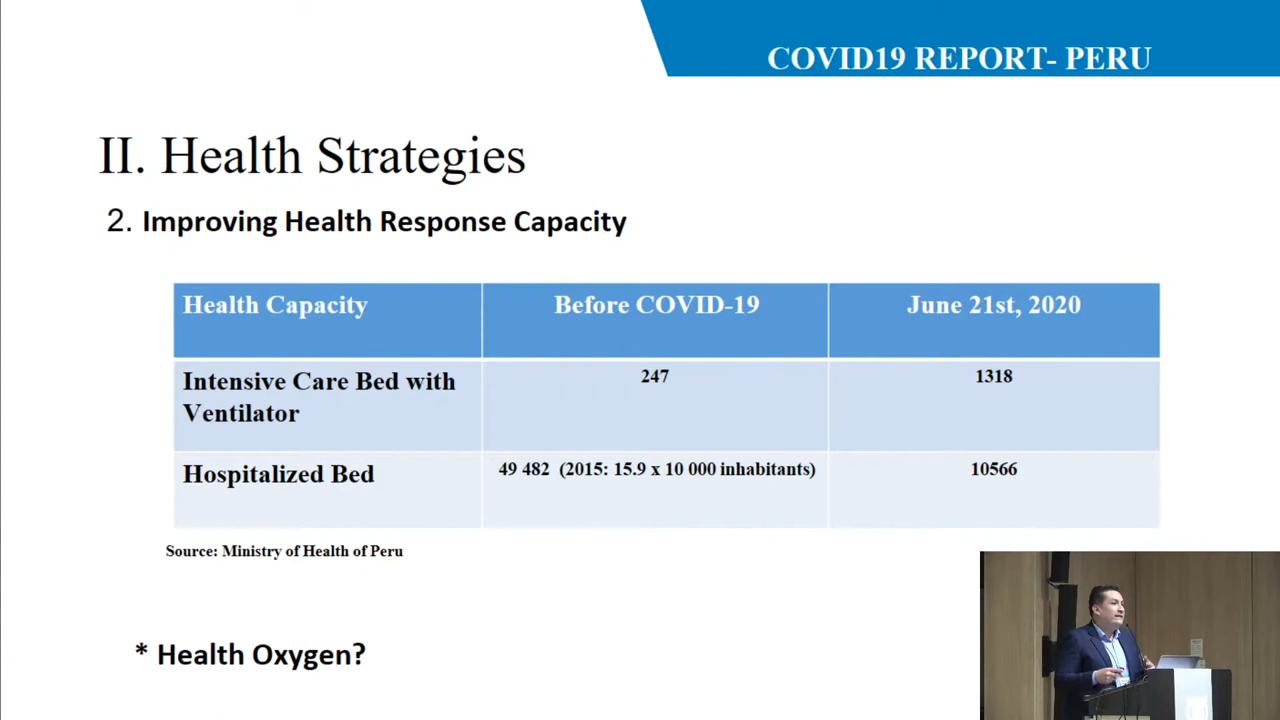 COVID19 REPORT- PERU
II. Health Strategies
2. Improving Health Response Capacity
Health Capacity
Before COVID-19
June 21st, 2020
Intensive Care Bed with
Ventilator
247
1318
Hospitalized Bed
49 482 (2015: 15.9 x 10 000 inhabitants)
10566
Source: Ministry of Health of Peru
* Health Oxygen?